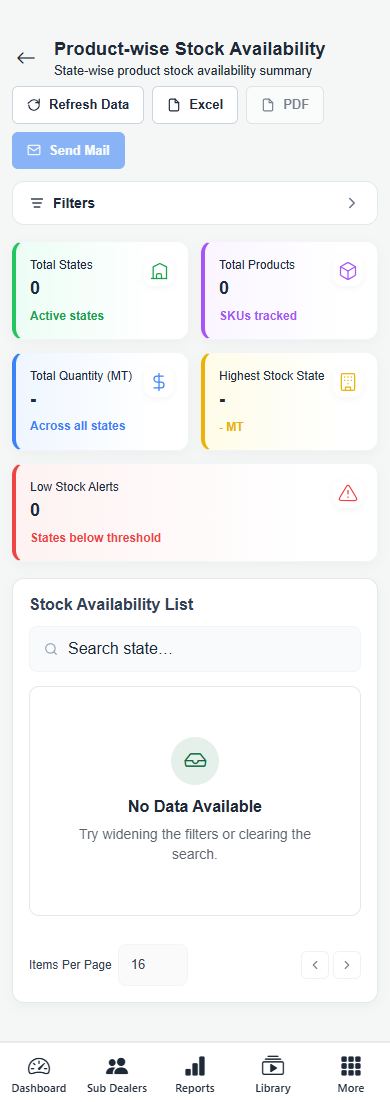 Product-wise Stock Availability
State-wise product stock availability summary
Refresh Data
Excel
PDF
Send Mail
Filters
Total States
0
Active states
Total Products
0
SKUs tracked
Total Quantity (MT)
-
Across all states
Highest Stock State
-
- MT
Low Stock Alerts
0
States below threshold
Stock Availability List
Search state...
No Data Available
Try widening the filters or clearing the
search.
Items Per Page
16
Dashboard
Sub Dealers
Reports
Library
More